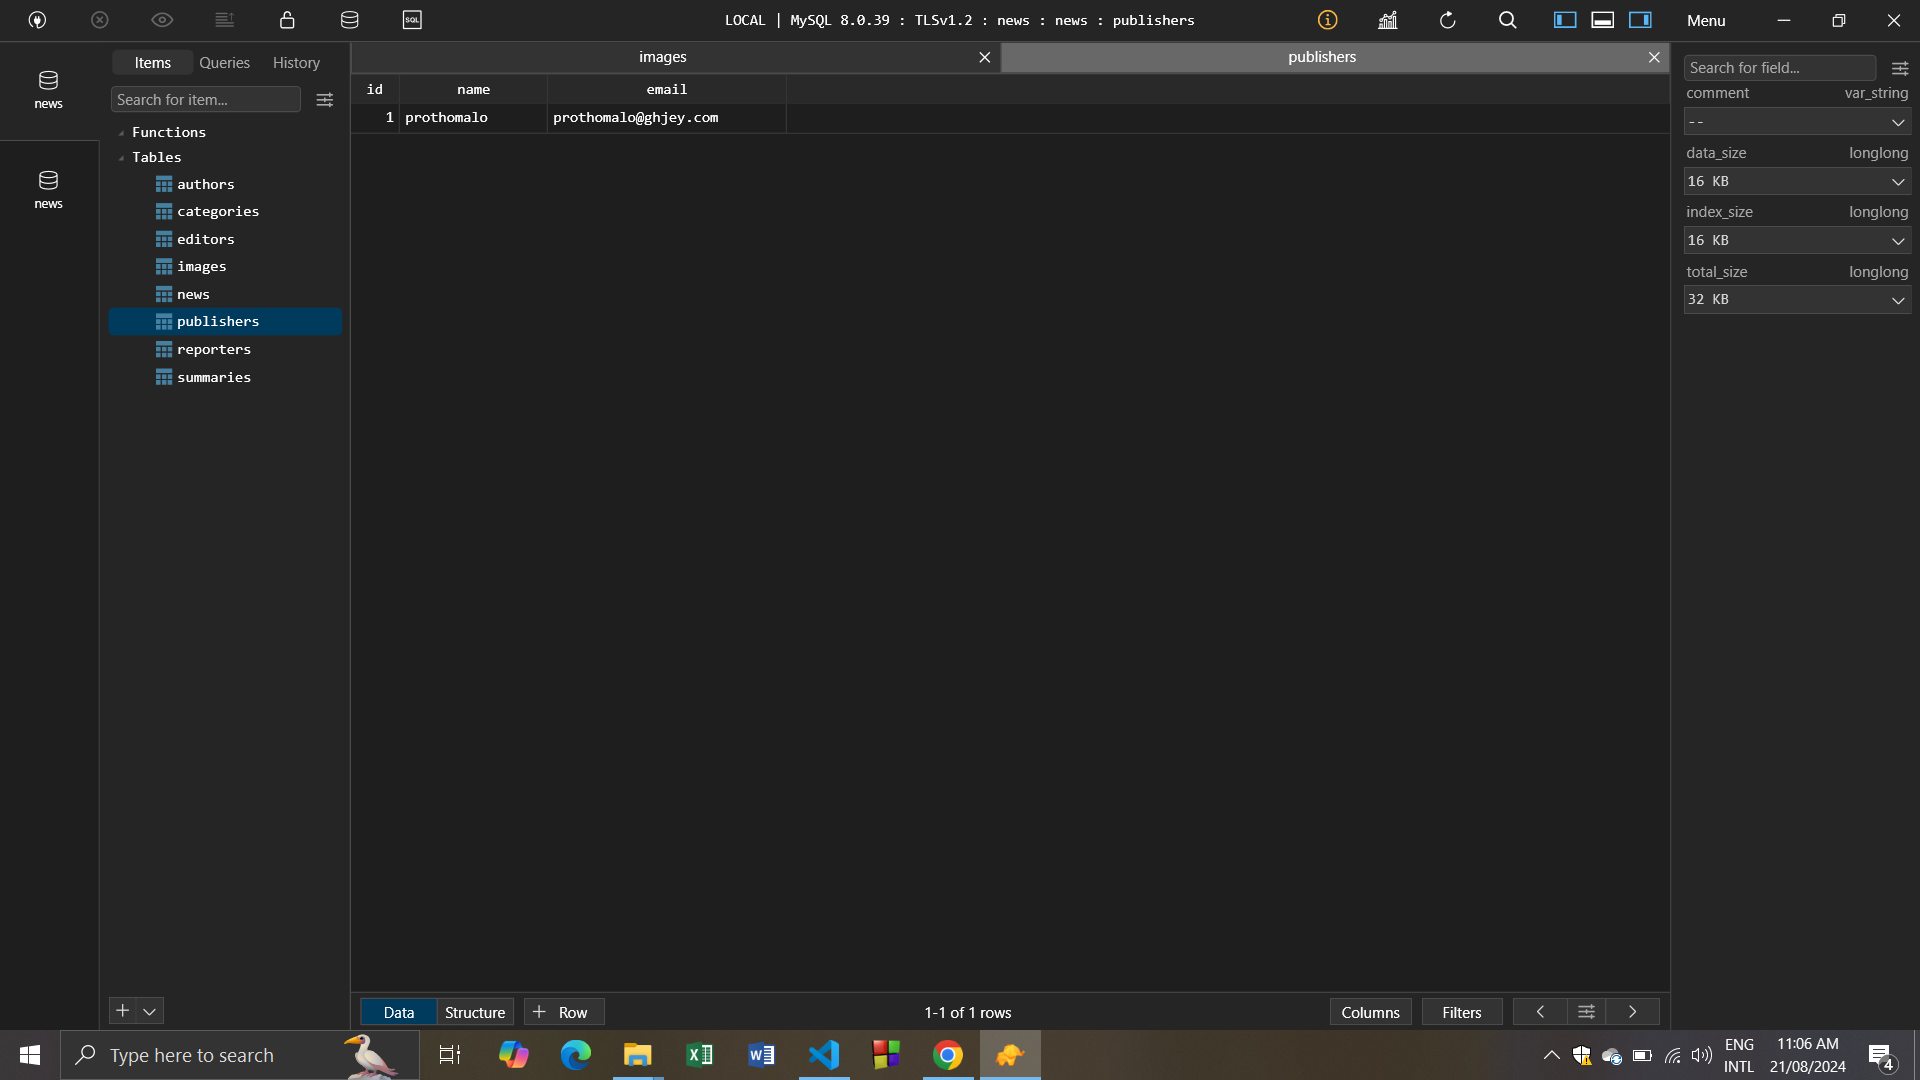 LOCAL | MySQL 8.0.39 : TLSv1.2 : news : news : publishers
Menu
news
news
Items
Queries
History
Search for item...
Functions
Tables
authors
categories
editors
images
news
publishers
reporters
summaries
images
publishers
id
name
email
1
prothomalo
prothomalo@ghjey.com
Search for field...
comment
var_string
--
data_size
longlong
16 KB
index_size
longlong
16 KB
total_size
longlong
32 KB
Data
Structure
Row
1-1 of 1 rows
Columns
Filters
Type here to search
ENG
INTL
11:06 AM
21/08/2024
4
SQL